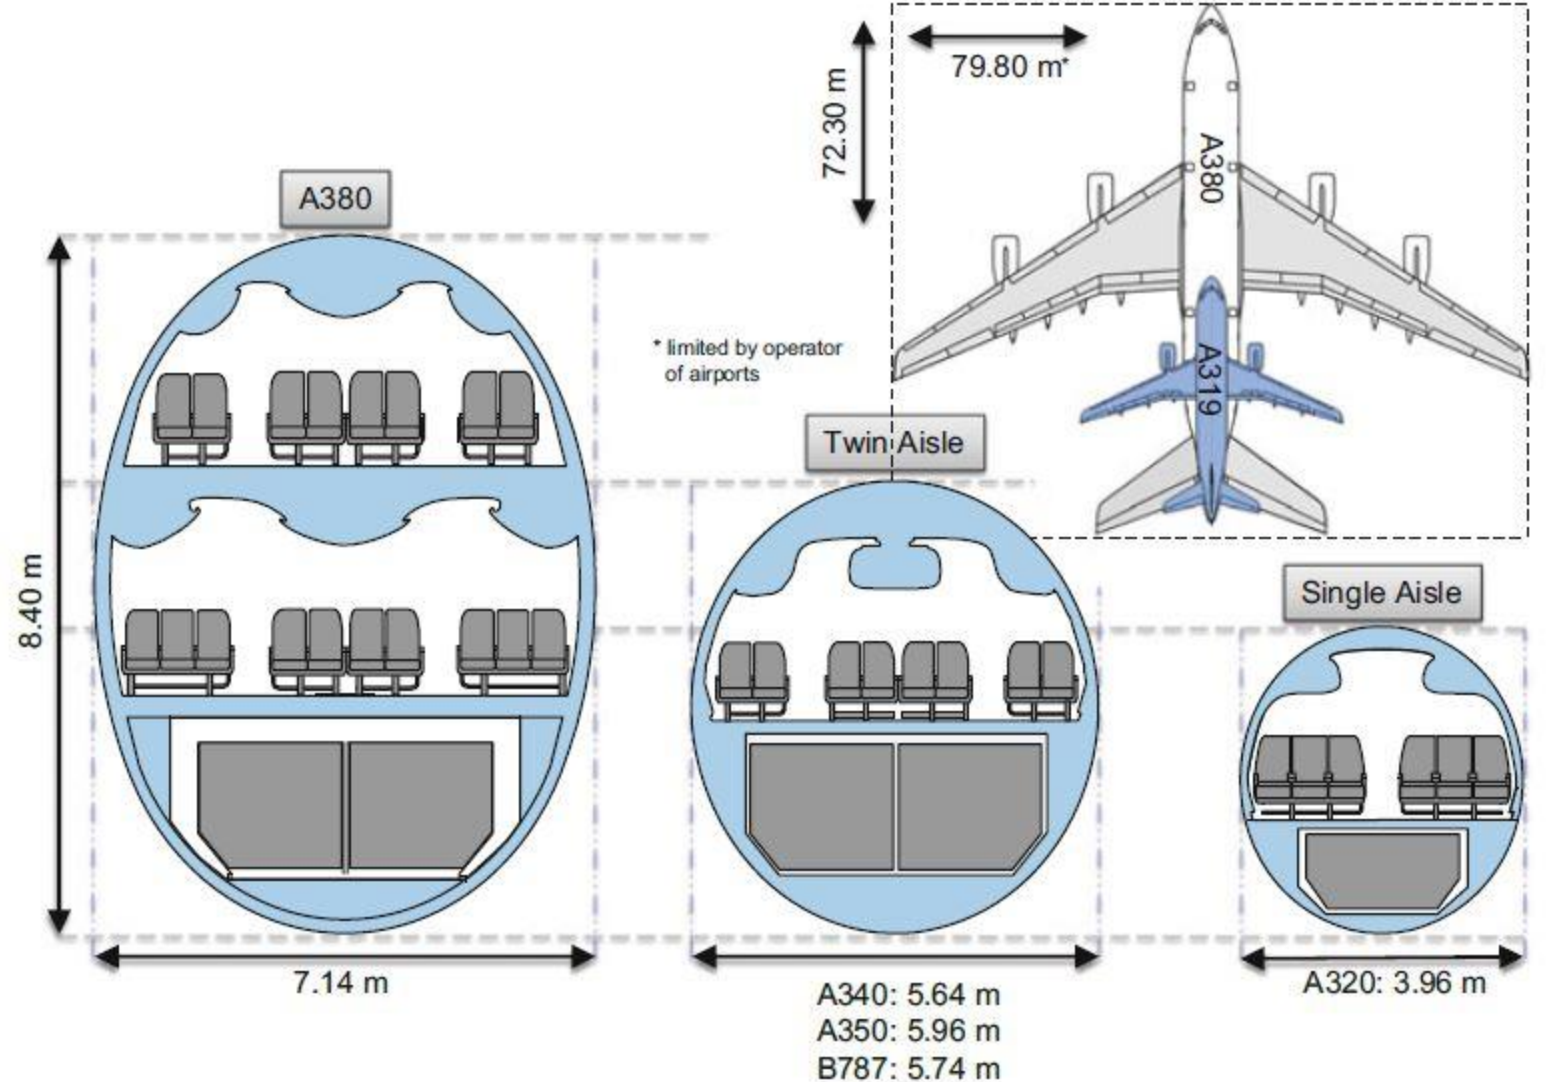 79.80 m*
72.30 m
A380
A319
A380
* limited by operator
of airports
Twin Aisle
Single Aisle
8.40 m
7.14 m
A340: 5.64 m
A350: 5.96 m
B787: 5.74 m
A320: 3.96 m